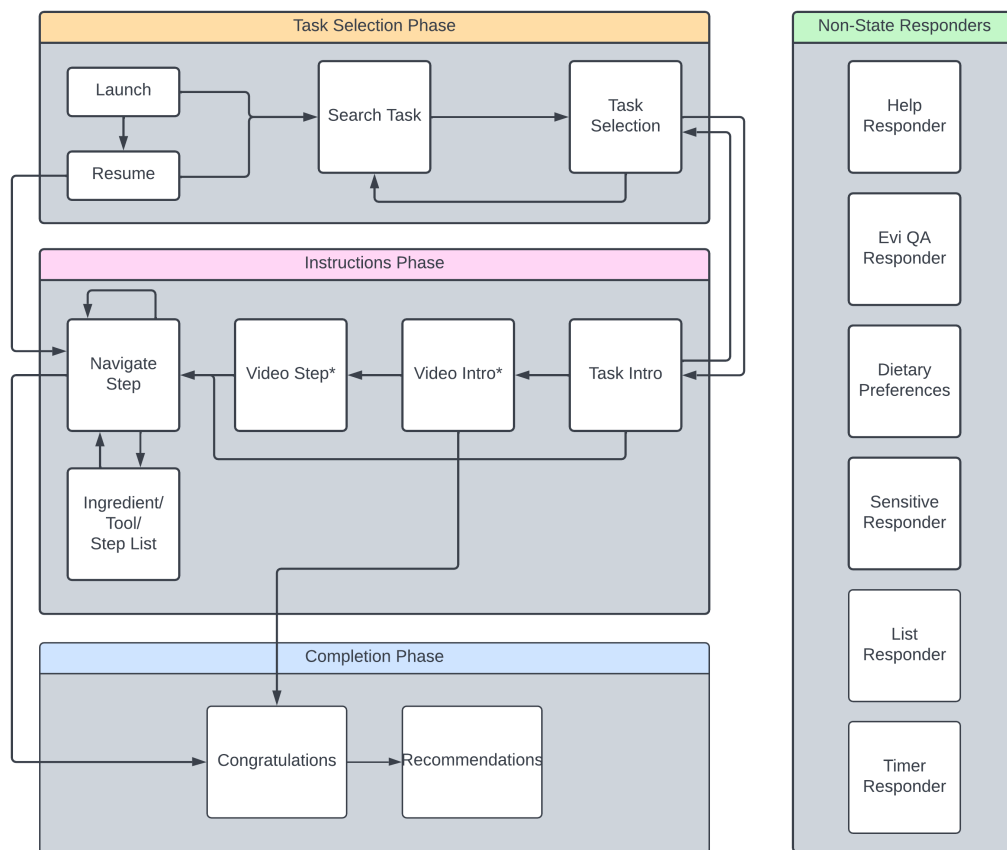 Task Selection Phase
Launch
Resume
Search Task
Task
Selection
Instructions Phase
Navigate
Step
Video Step*
Video Intro*
Task Intro
Ingredient/
Tool/
Step List
Completion Phase
Congratulations
Recommendations
Non-State Responders
Help
Responder
Evi QA
Responder
Dietary
Preferences
Sensitive
Responder
List
Responder
Timer
Responder